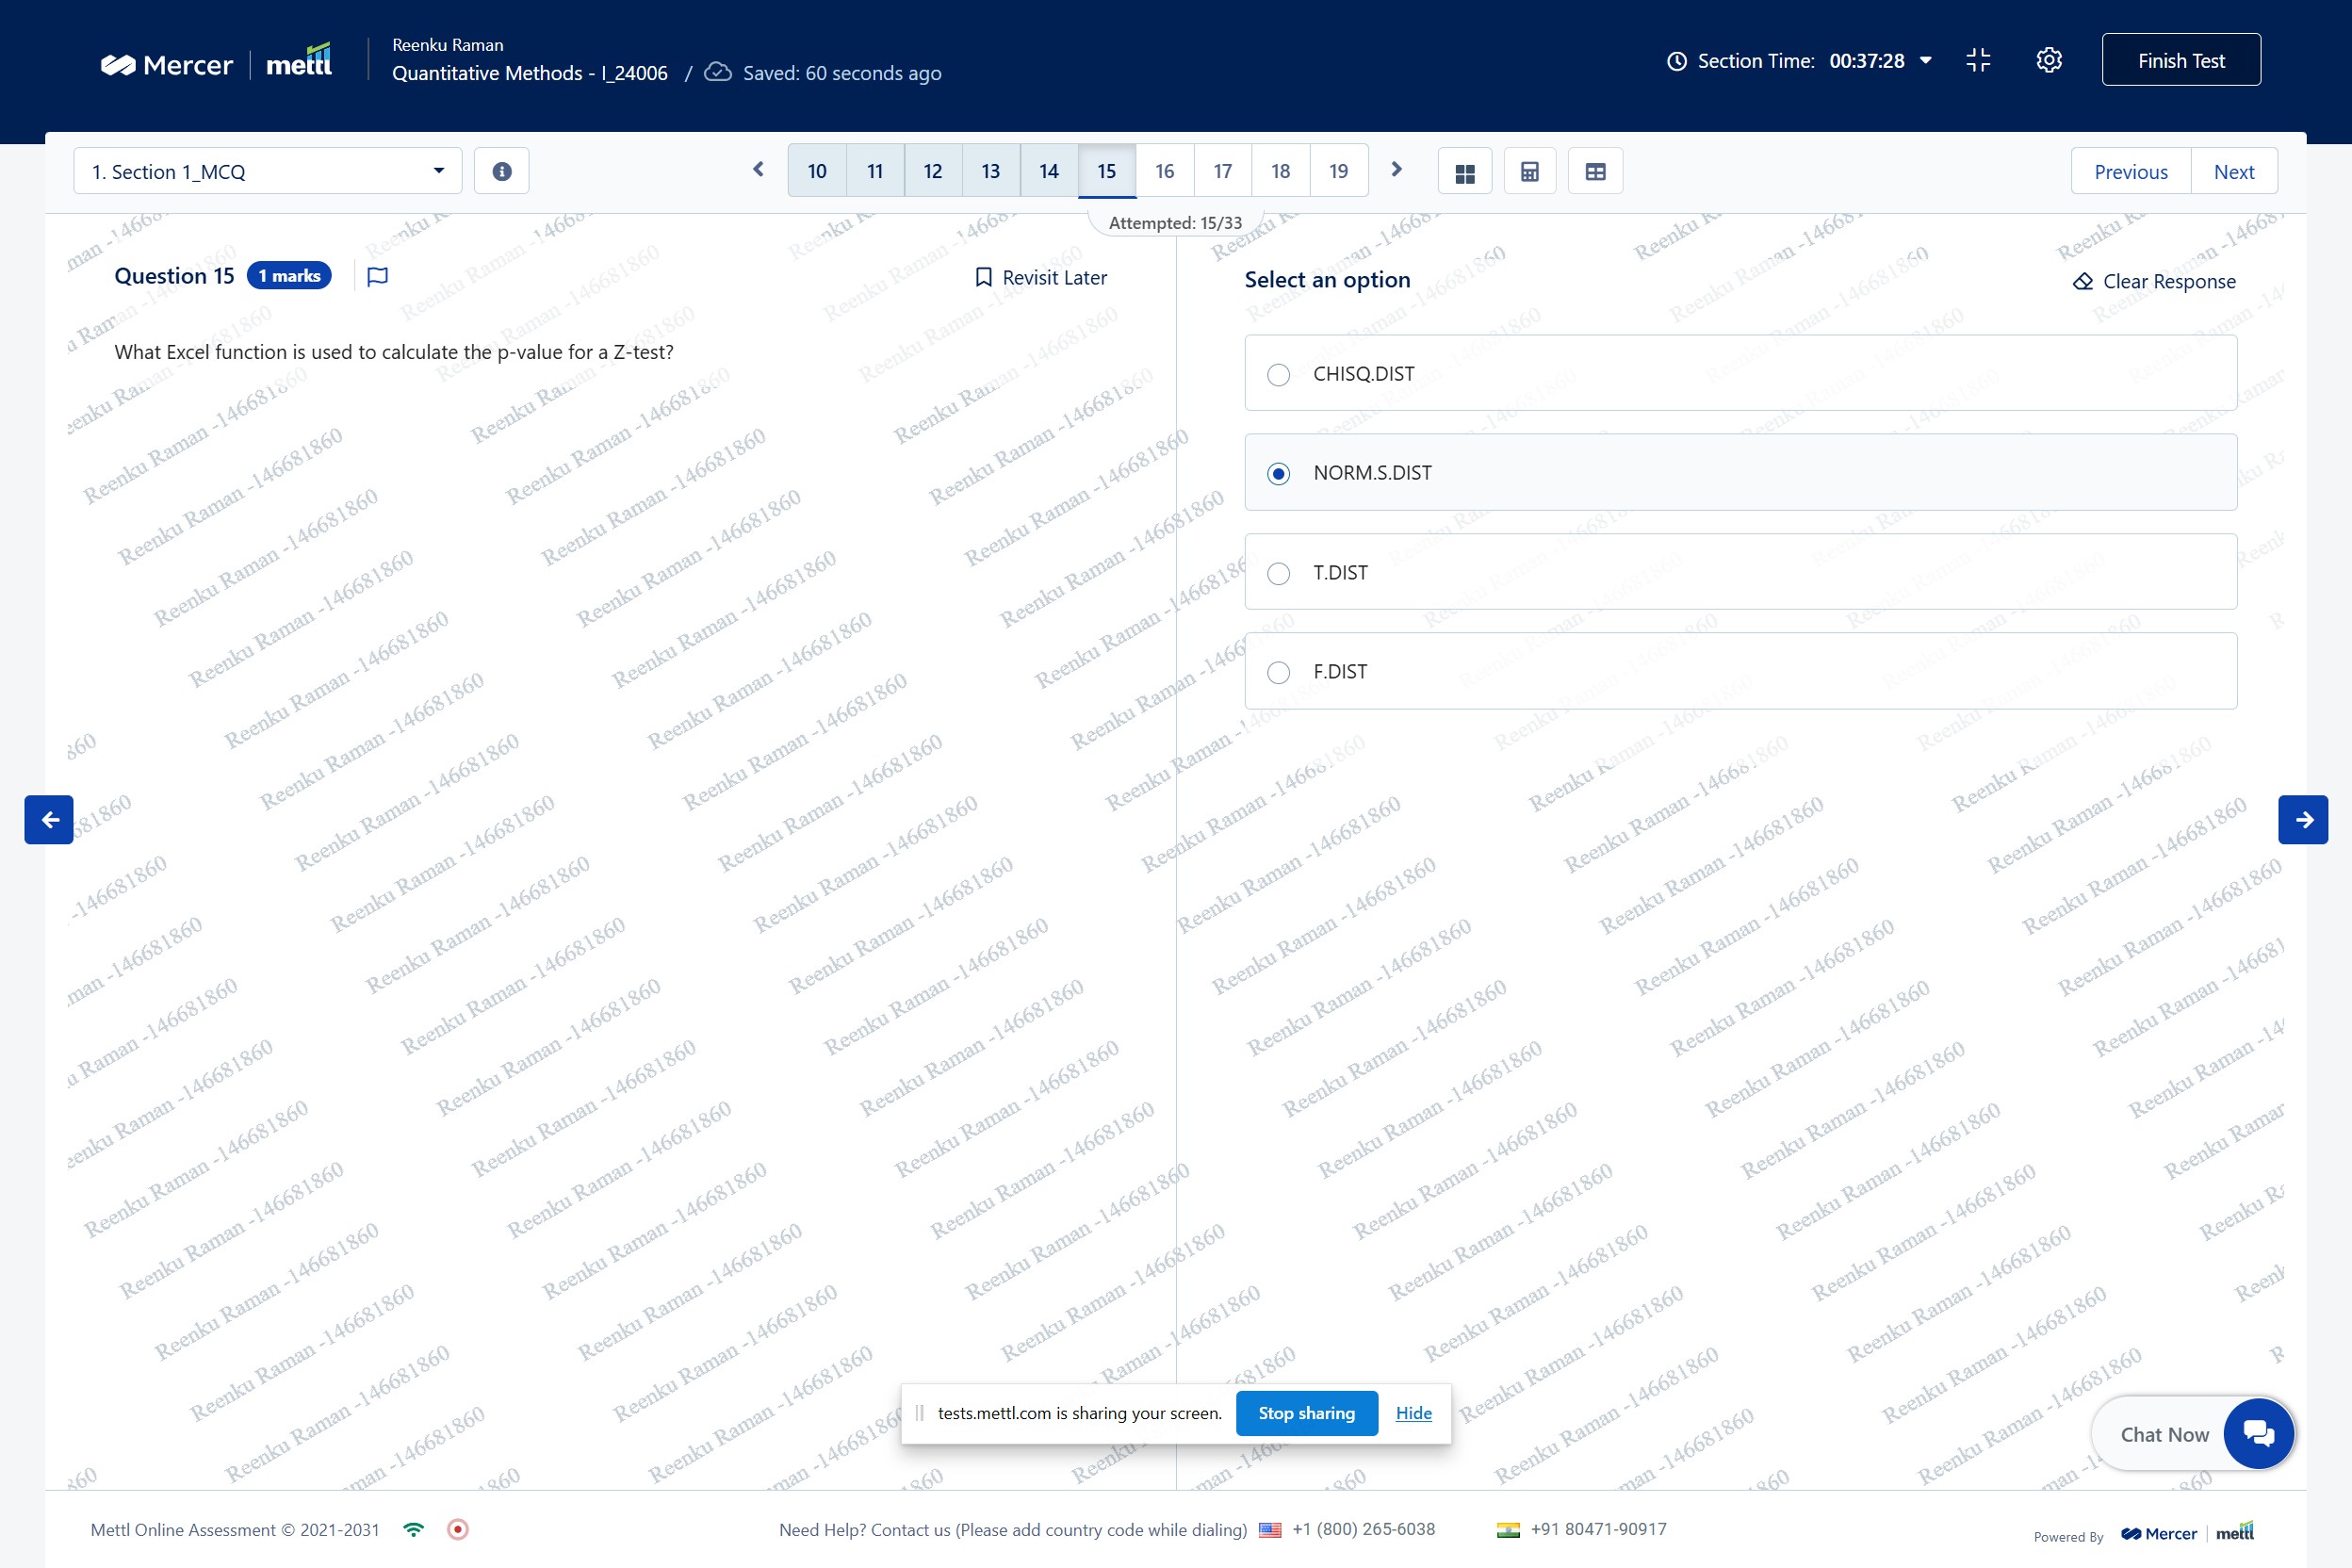 Mercer | mettl
Reenku Raman
Quantitative Methods - I_24006 / Saved: 60 seconds ago
Section Time: 00:37:28
Finish Test
1. Section 1_MCQ
10 11 12 13 14 15 16 17 18 19
Previous Next
Attempted: 15/33
Question 15 1 marks
Revisit Later
What Excel function is used to calculate the p-value for a Z-test?
Select an option
Clear Response
CHISQ.DIST
NORM.S.DIST
T.DIST
F.DIST
Reenku Raman -146681860
tests.mettl.com is sharing your screen. Stop sharing Hide
Chat Now
Mettl Online Assessment © 2021-2031
Need Help? Contact us (Please add country code while dialing) +1 (800) 265-6038 +91 80471-90917
Powered By Mercer | mettl